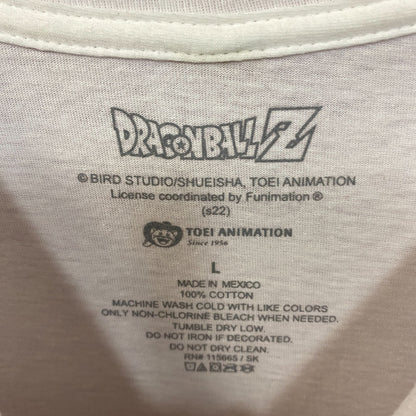 DRAGONBALL Z
© BIRD STUDIO/SHUEISHA, TOEI ANIMATION
License coordinated by Funimation ®
(s22)
TOEI ANIMATION
Since 1956
L
MADE IN MEXICO
100% COTTON
MACHINE WASH COLD WITH LIKE COLORS
ONLY NON-CHLORINE BLEACH WHEN NEEDED.
TUMBLE DRY LOW.
DO NOT IRON IF DECORATED.
DO NOT DRY CLEAN.
RN# 115665 / SK